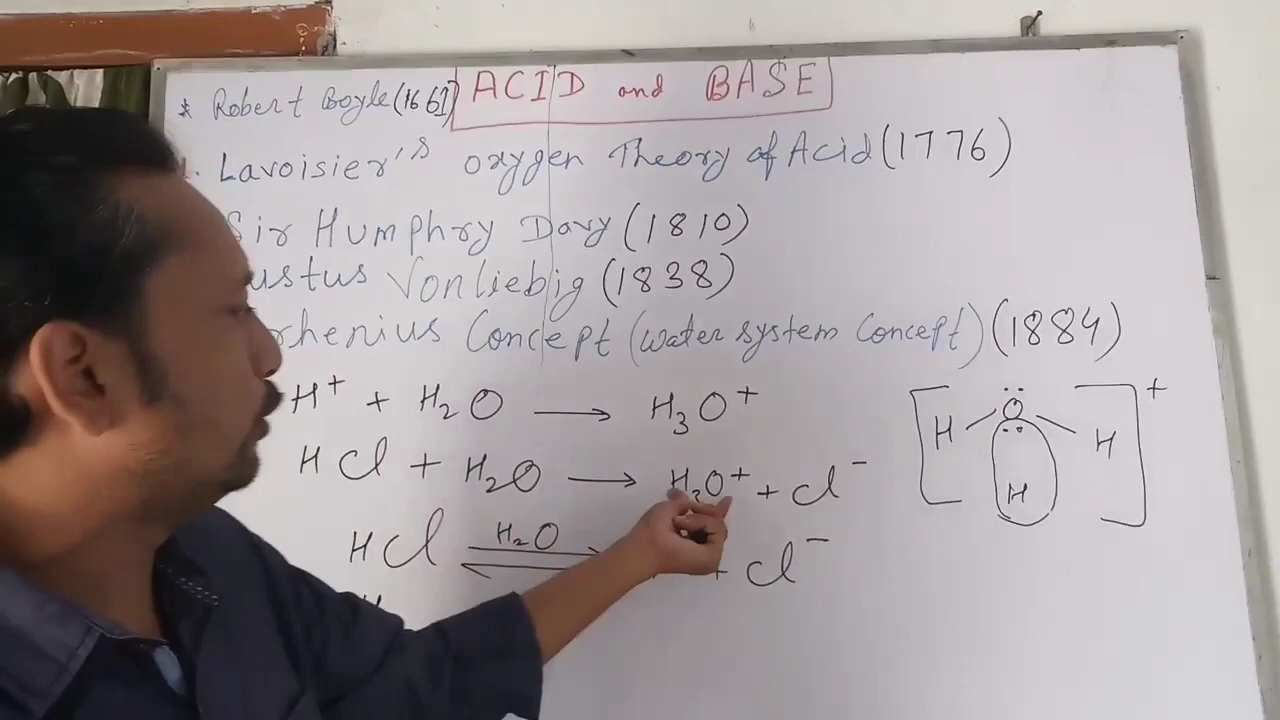 * Robert Boyle (1661) ACID and BASE
1. Lavoisier's oxygen Theory of Acid (1776)
Sir Humphry Davy (1810)
ustus Vonliebig (1838)
rhenius Concept (water system Concept) (1884)
H⁺ + H₂O → H₃O⁺
HCl + H₂O → H₃O⁺ + Cl⁻
HCl ⇌ H₂O + Cl⁻
[H O H H]⁺